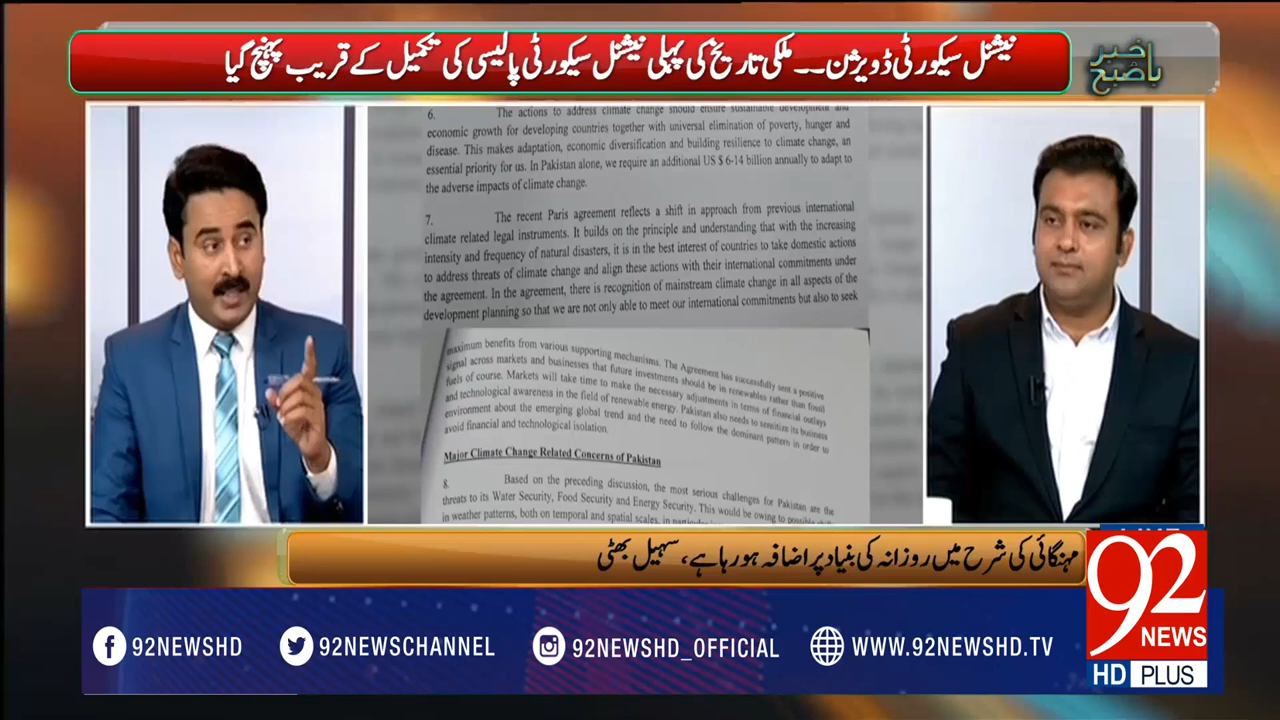 نیشنل سیکورٹی ڈویژن۔۔ ملکی تاریخ کی پہلی نیشنل سیکورٹی پالیسی کی تکمیل کے قریب پہنچ گیا
باخبر صبح
6. The actions to address climate change should ensure sustainable development and
economic growth for developing countries together with universal elimination of poverty, hunger and
disease. This makes adaptation, economic diversification and building resilience to climate change, an
essential priority for us. In Pakistan alone, we require an additional US $ 6-14 billion annually to adapt to
the adverse impacts of climate change.
7. The recent Paris agreement reflects a shift in approach from previous international
climate related legal instruments. It builds on the principle and understanding that with the increasing
intensity and frequency of natural disasters, it is in the best interest of countries to take domestic actions
to address threats of climate change and align these actions with their international commitments under
the agreement. In the agreement, there is recognition of mainstream climate change in all aspects of the
development planning so that we are not only able to meet our international commitments but also to seek
maximum benefits from various supporting mechanisms. The Agreement has successfully sent a positive
signal across markets and businesses that future investments should be in renewables rather than fossil
fuels of course. Markets will take time to make the necessary adjustments in terms of financial outlays
and technological awareness in the field of renewable energy. Pakistan also needs to sensitize its business
environment about the emerging global trend and the need to follow the dominant pattern in order to
avoid financial and technological isolation.
Major Climate Change Related Concerns of Pakistan
8. Based on the preceding discussion, the most serious challenges for Pakistan are the
threats to its Water Security, Food Security and Energy Security. This would be owing to possible
in weather patterns, both on temporal and spatial scales, in
مہنگائی کی شرح میں روزانہ کی بنیاد پر اضافہ ہو رہا ہے، سہیل بھٹی
92
NEWS
HD PLUS
92NEWSHD
92NEWSCHANNEL
92NEWSHD_OFFICIAL
WWW.92NEWSHD.TV